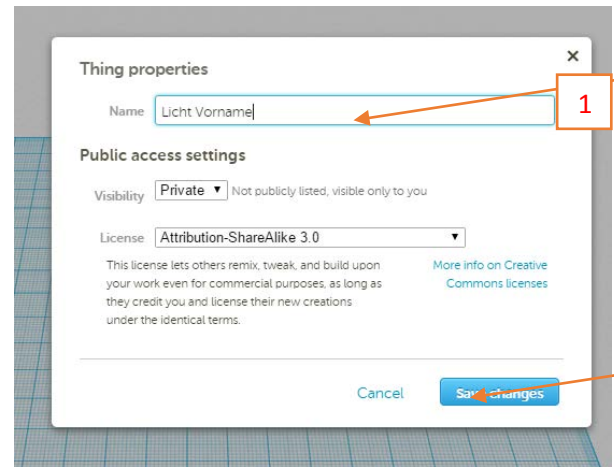 Thing properties
Name Licht Vorname
1
Public access settings
Visibility Private Not publicly listed, visible only to you
License Attribution-ShareAlike 3.0
This license lets others remix, tweak, and build upon
your work even for commercial purposes, as long as
they credit you and license their new creations
under the identical terms.
More info on Creative
Commons licenses
Cancel
Save changes